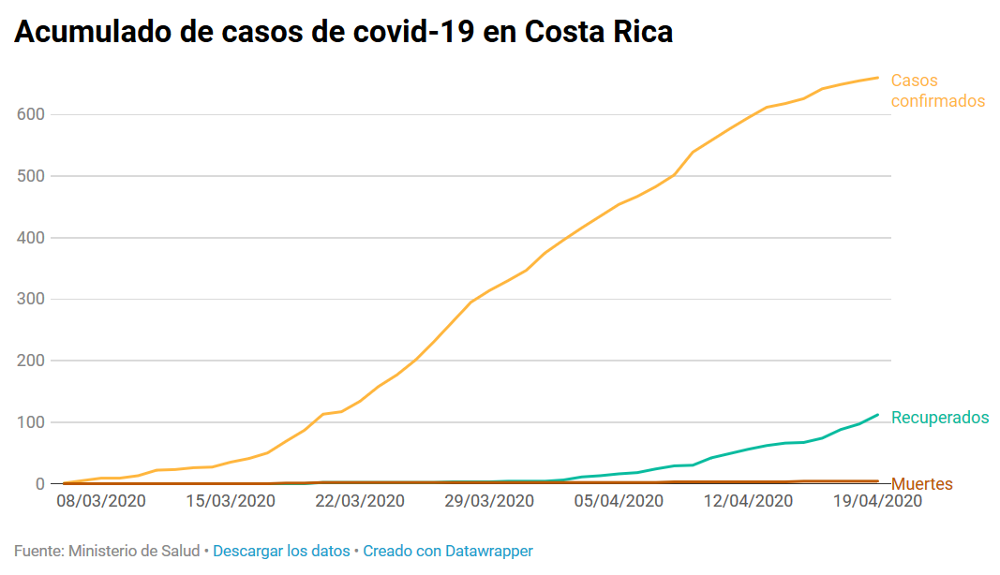 Acumulado de casos de covid-19 en Costa Rica
Casos
confirmados
600
500
400
300
200
100
Recuperados
0
Muertes
08/03/2020 15/03/2020 22/03/2020 29/03/2020 05/04/2020 12/04/2020 19/04/2020
Fuente: Ministerio de Salud • Descargar los datos • Creado con Datawrapper